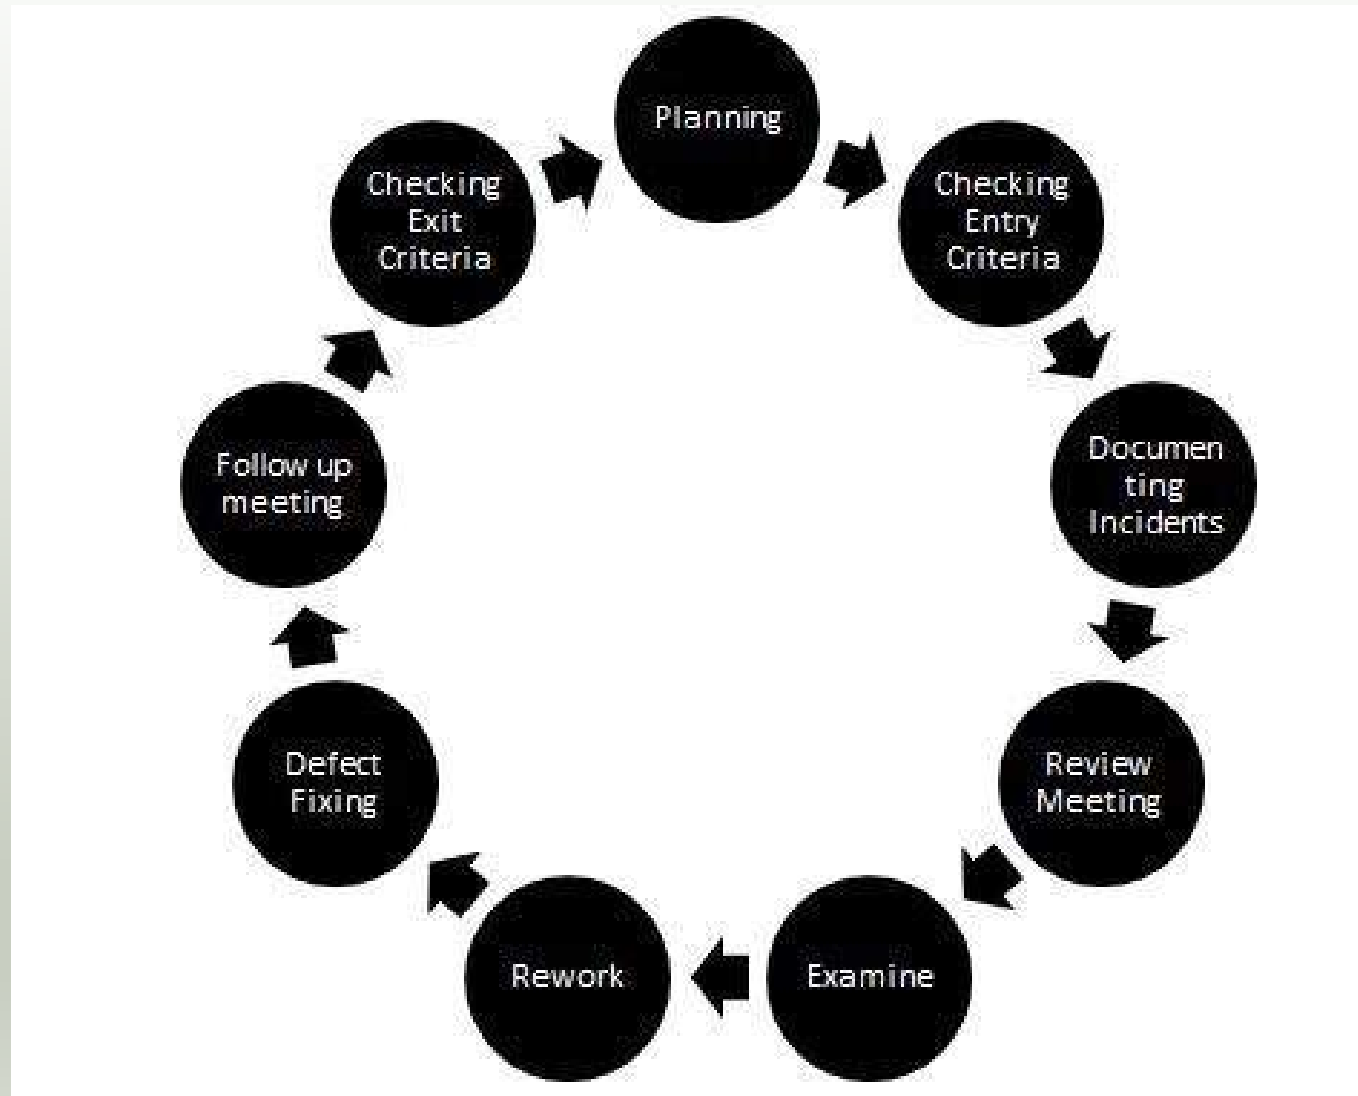 Planning
Checking
Entry
Criteria
Documen
ting
Incidents
Review
Meeting
Examine
Rework
Defect
Fixing
Follow up
meeting
Checking
Exit
Criteria